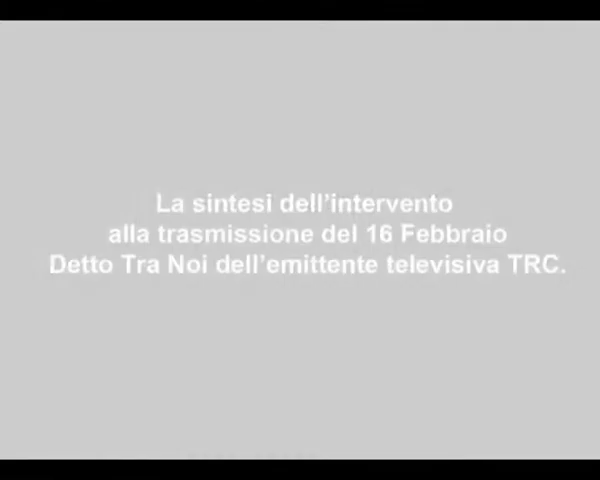 La sintesi dell'intervento
alla trasmissione del 16 Febbraio
Detto Tra Noi dell'emittente televisiva TRC.